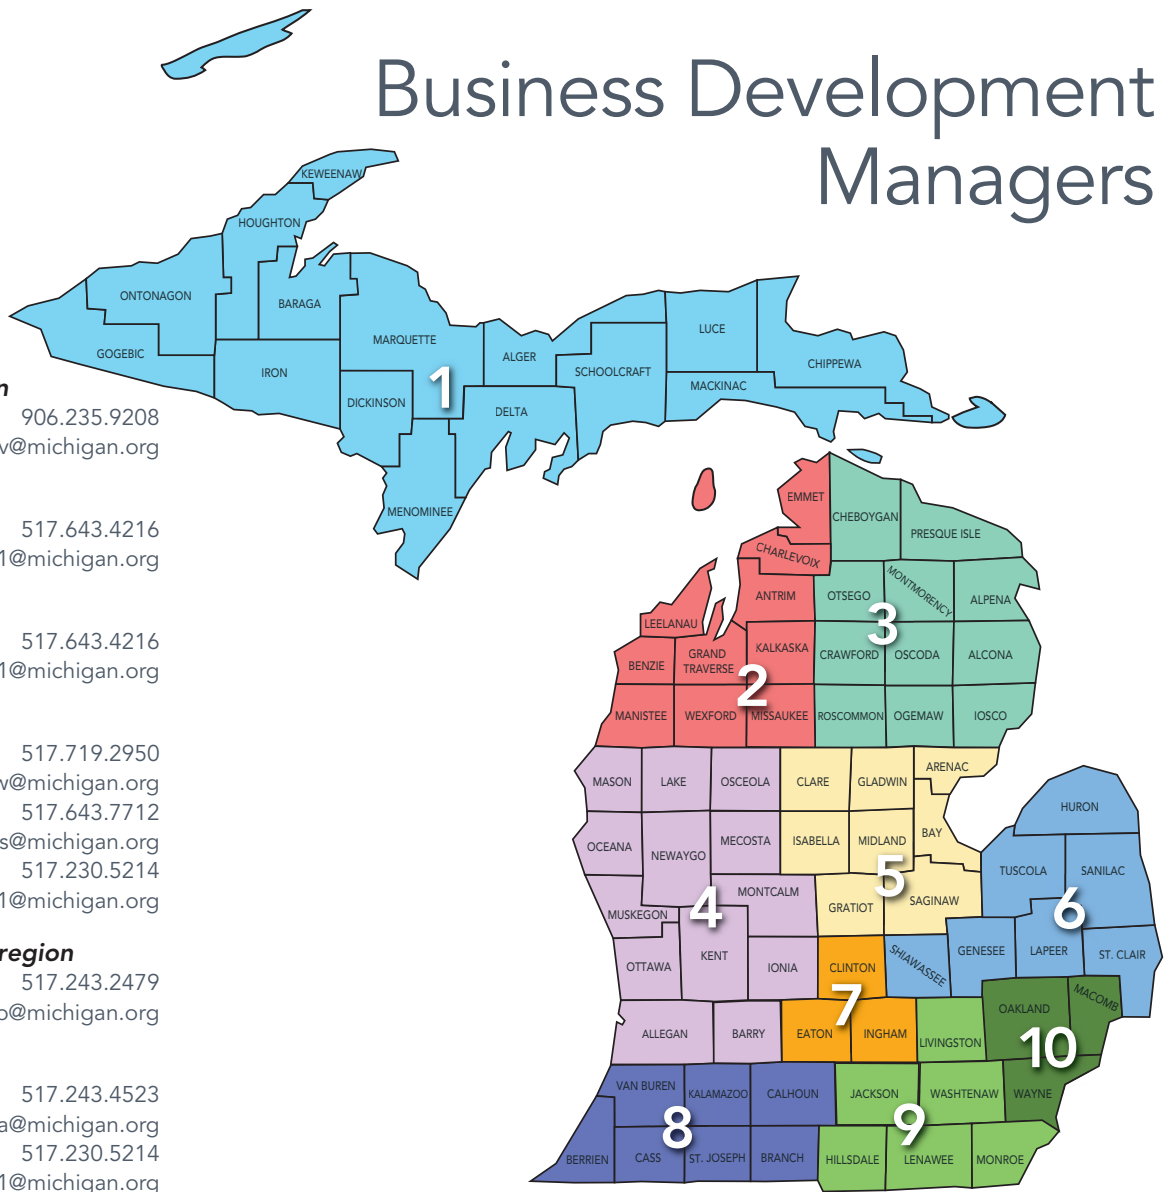 Business Development
Managers
n
906.235.9208
v@michigan.org
517.643.4216
1@michigan.org
517.643.4216
1@michigan.org
517.719.2950
w@michigan.org
517.643.7712
s@michigan.org
517.230.5214
1@michigan.org
region
517.243.2479
o@michigan.org
517.243.4523
a@michigan.org
517.230.5214
1@michigan.org
KEWEENAW
HOUGHTON
ONTONAGON
BARAGA
GOGEBIC
IRON
MARQUETTE
DICKINSON
1
ALGER
DELTA
MENOMINEE
SCHOOLCRAFT
LUCE
MACKINAC
CHIPPEWA
EMMET
CHARLEVOIX
ANTRIM
LEELANAU
BENZIE
GRAND
TRAVERSE
KALKASKA
2
MANISTEE
WEXFORD
MISSAUKEE
CHEBOYGAN
PRESQUE ISLE
OTSEGO
MONTMORENCY
ALPENA
3
CRAWFORD
OSCODA
ALCONA
ROSCOMMON
OGEMAW
IOSCO
MASON
LAKE
OSCEOLA
OCEANA
NEWAYGO
MECOSTA
MUSKEGON
4
MONTCALM
OTTAWA
KENT
IONIA
ALLEGAN
BARRY
CLARE
GLADWIN
ARENAC
ISABELLA
MIDLAND
BAY
5
GRATIOT
SAGINAW
HURON
TUSCOLA
SANILAC
6
SHIAWASSEE
GENESEE
LAPEER
ST. CLAIR
CLINTON
7
EATON
INGHAM
VAN BUREN
KALAMAZOO
CALHOUN
8
BERRIEN
CASS
ST. JOSEPH
BRANCH
LIVINGSTON
JACKSON
WASHTENAW
9
HILLSDALE
LENAWEE
MONROE
OAKLAND
MACOMB
10
WAYNE